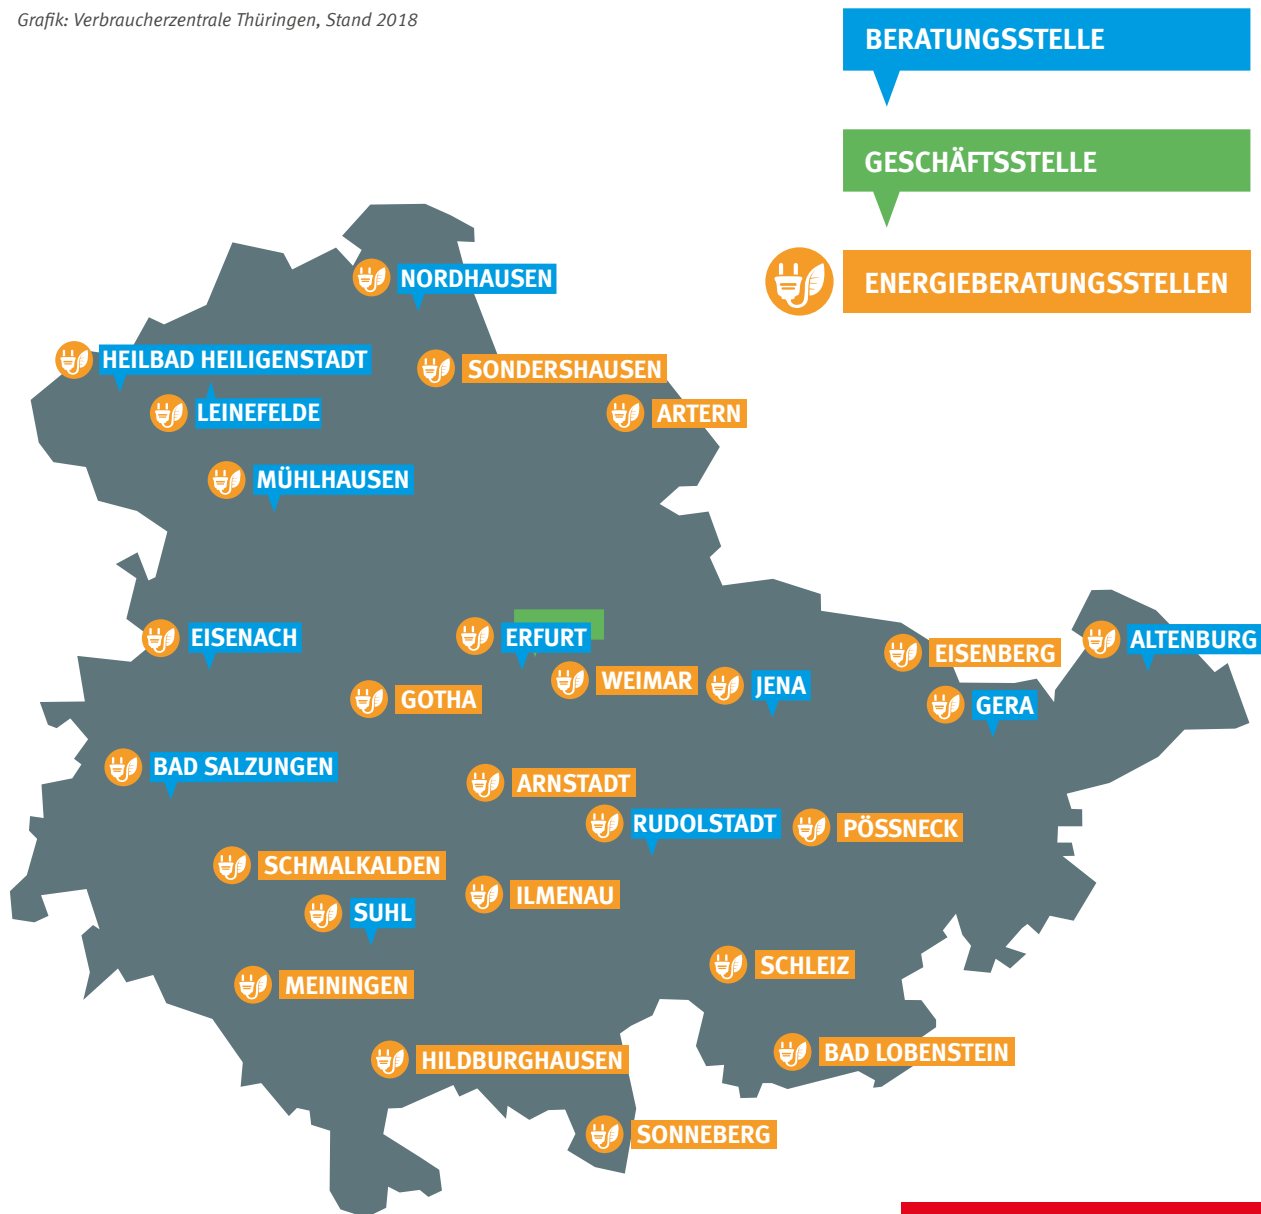 Grafik: Verbraucherzentrale Thüringen, Stand 2018
BERATUNGSSTELLE
GESCHÄFTSSTELLE
ENERGIEBERATUNGSSTELLEN
NORDHAUSEN
HEILBAD HEILIGENSTADT
SONDERSHAUSEN
LEINEFELDE
ARTERN
MÜHLHAUSEN
EISENACH
ERFURT
EISENBERG
ALTENBURG
GOTHA
WEIMAR
JENA
GERA
BAD SALZUNGEN
ARNSTADT
RUDOLSTADT
PÖSSNECK
SCHMALKALDEN
ILMENAU
SUHL
SCHLEIZ
MEININGEN
HILDBURGHAUSEN
BAD LOBENSTEIN
SONNEBERG